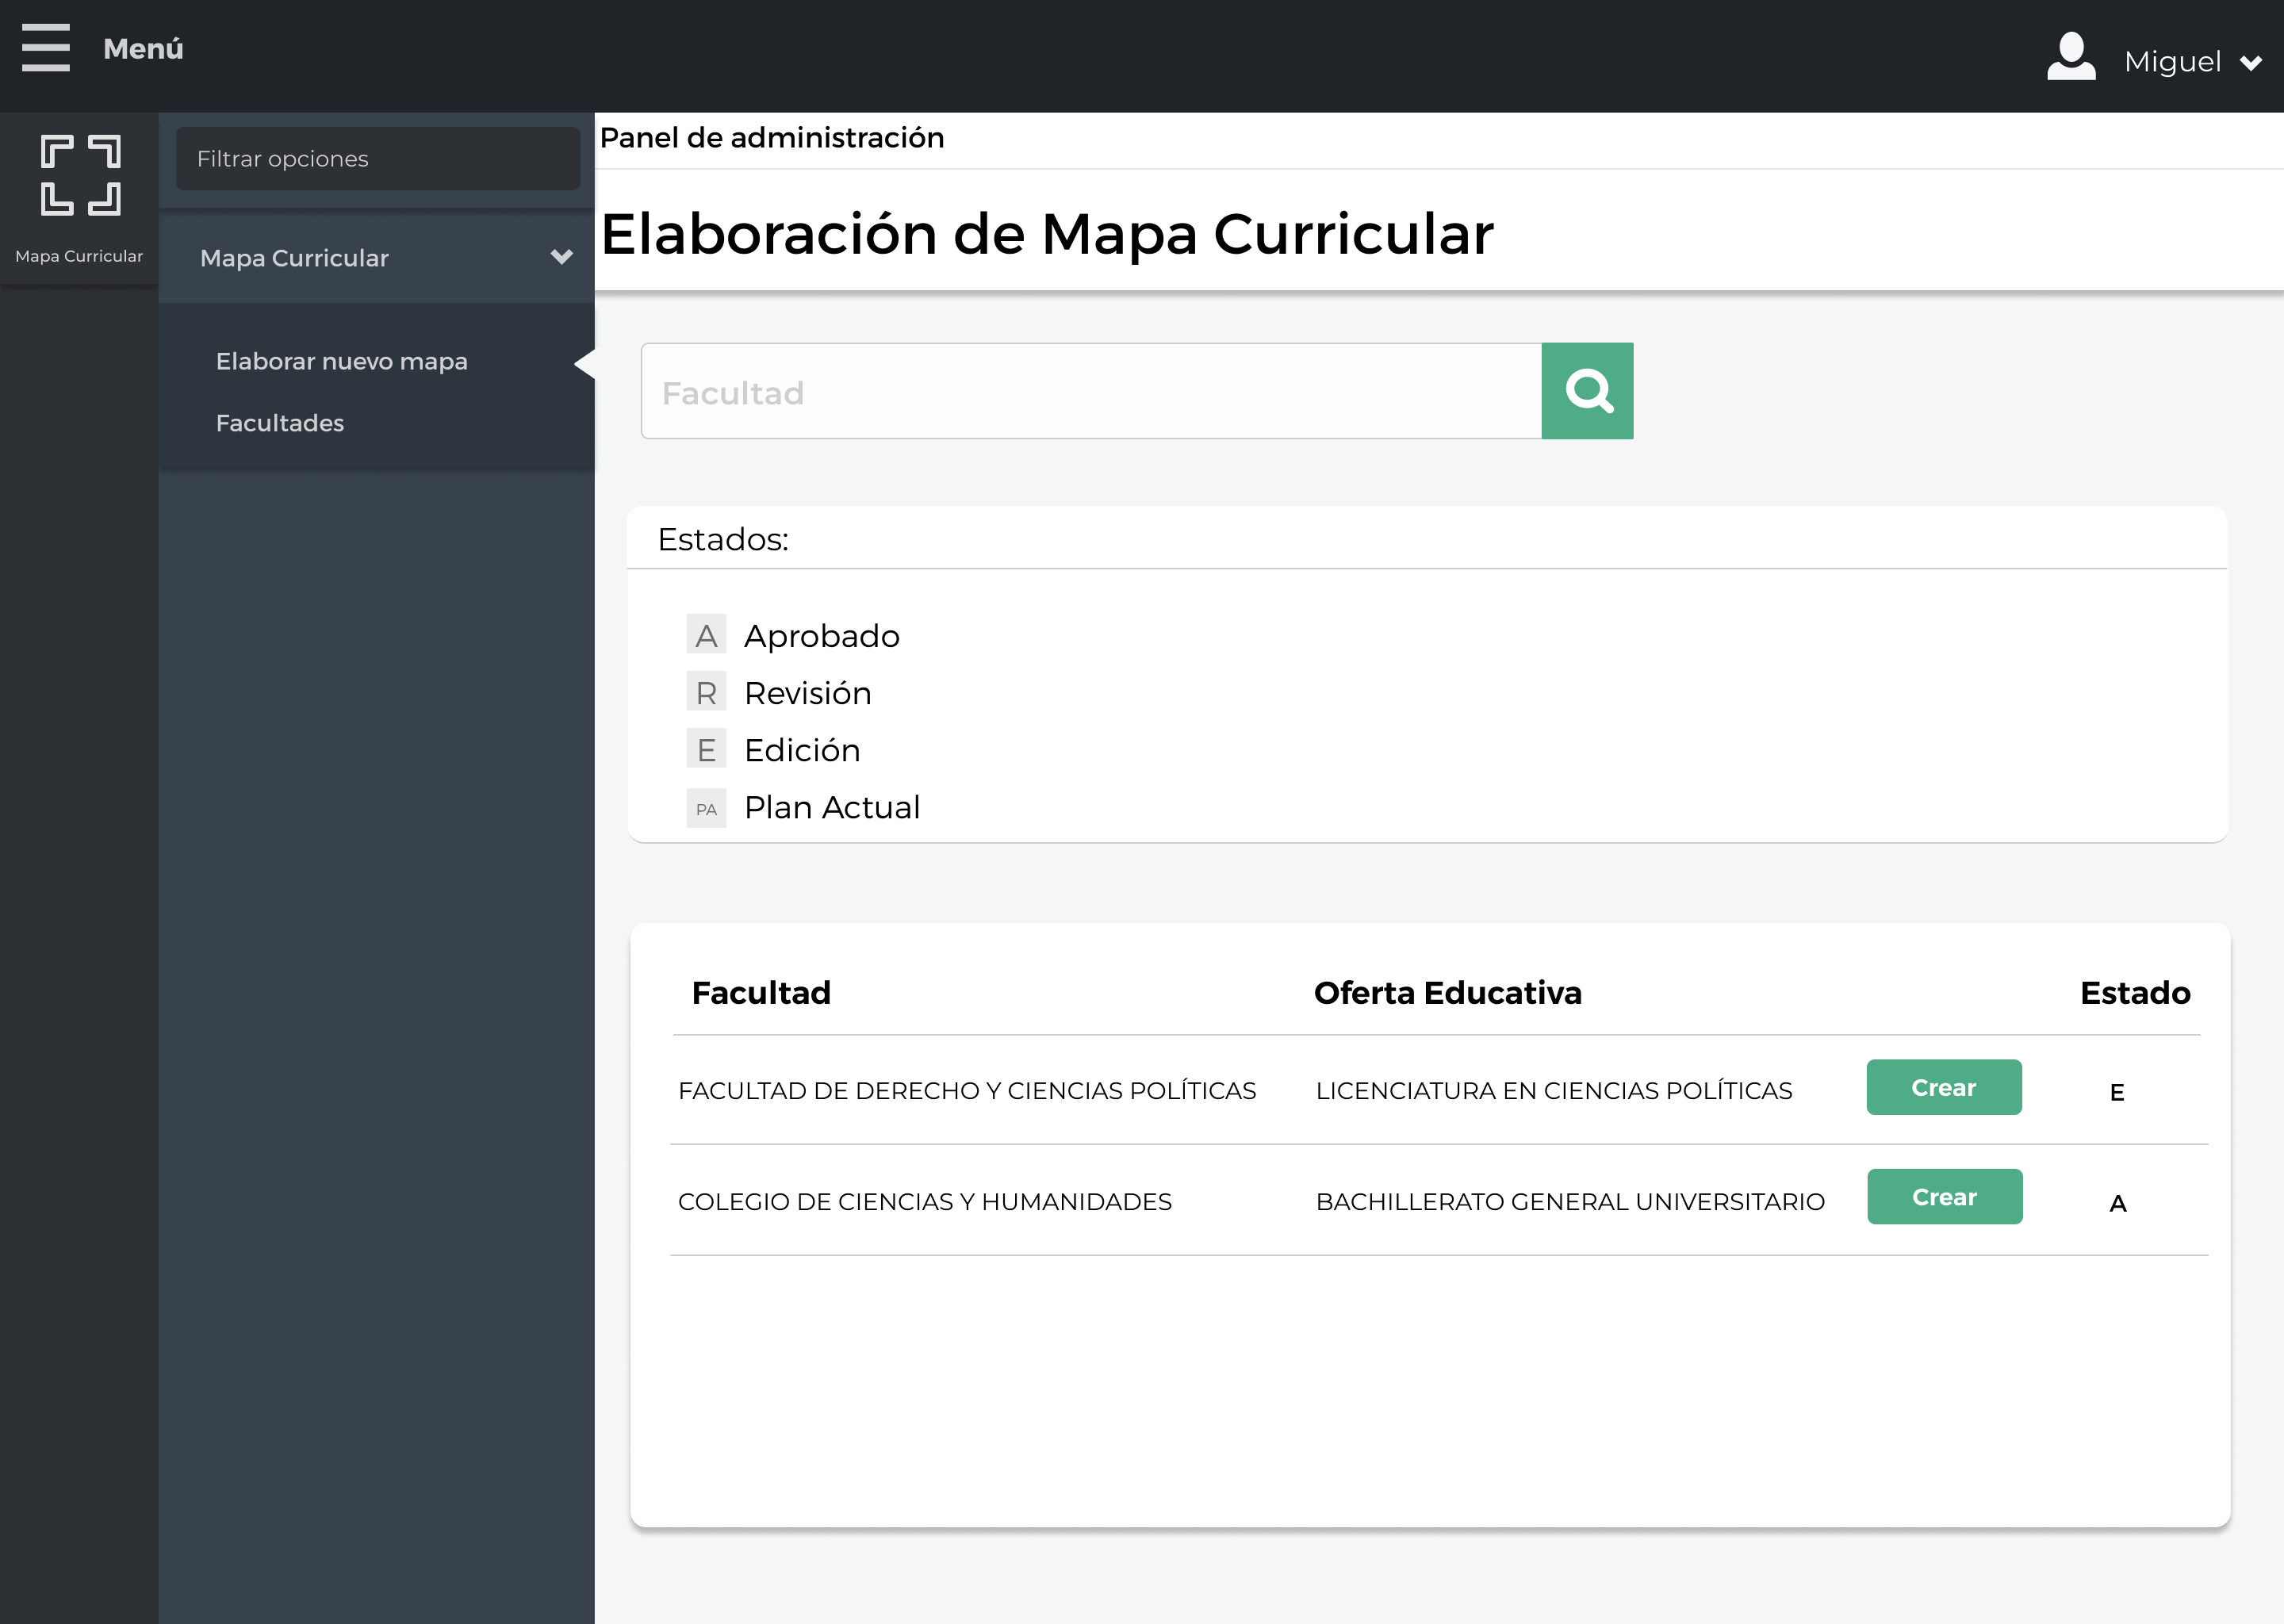 Menú
Miguel
Mapa Curricular
Filtrar opciones
Mapa Curricular
Elaborar nuevo mapa
Facultades
Panel de administración
Elaboración de Mapa Curricular
Facultad
Estados:
A Aprobado
R Revisión
E Edición
PA Plan Actual
Facultad Oferta Educativa Estado
FACULTAD DE DERECHO Y CIENCIAS POLÍTICAS LICENCIATURA EN CIENCIAS POLÍTICAS Crear E
COLEGIO DE CIENCIAS Y HUMANIDADES BACHILLERATO GENERAL UNIVERSITARIO Crear A